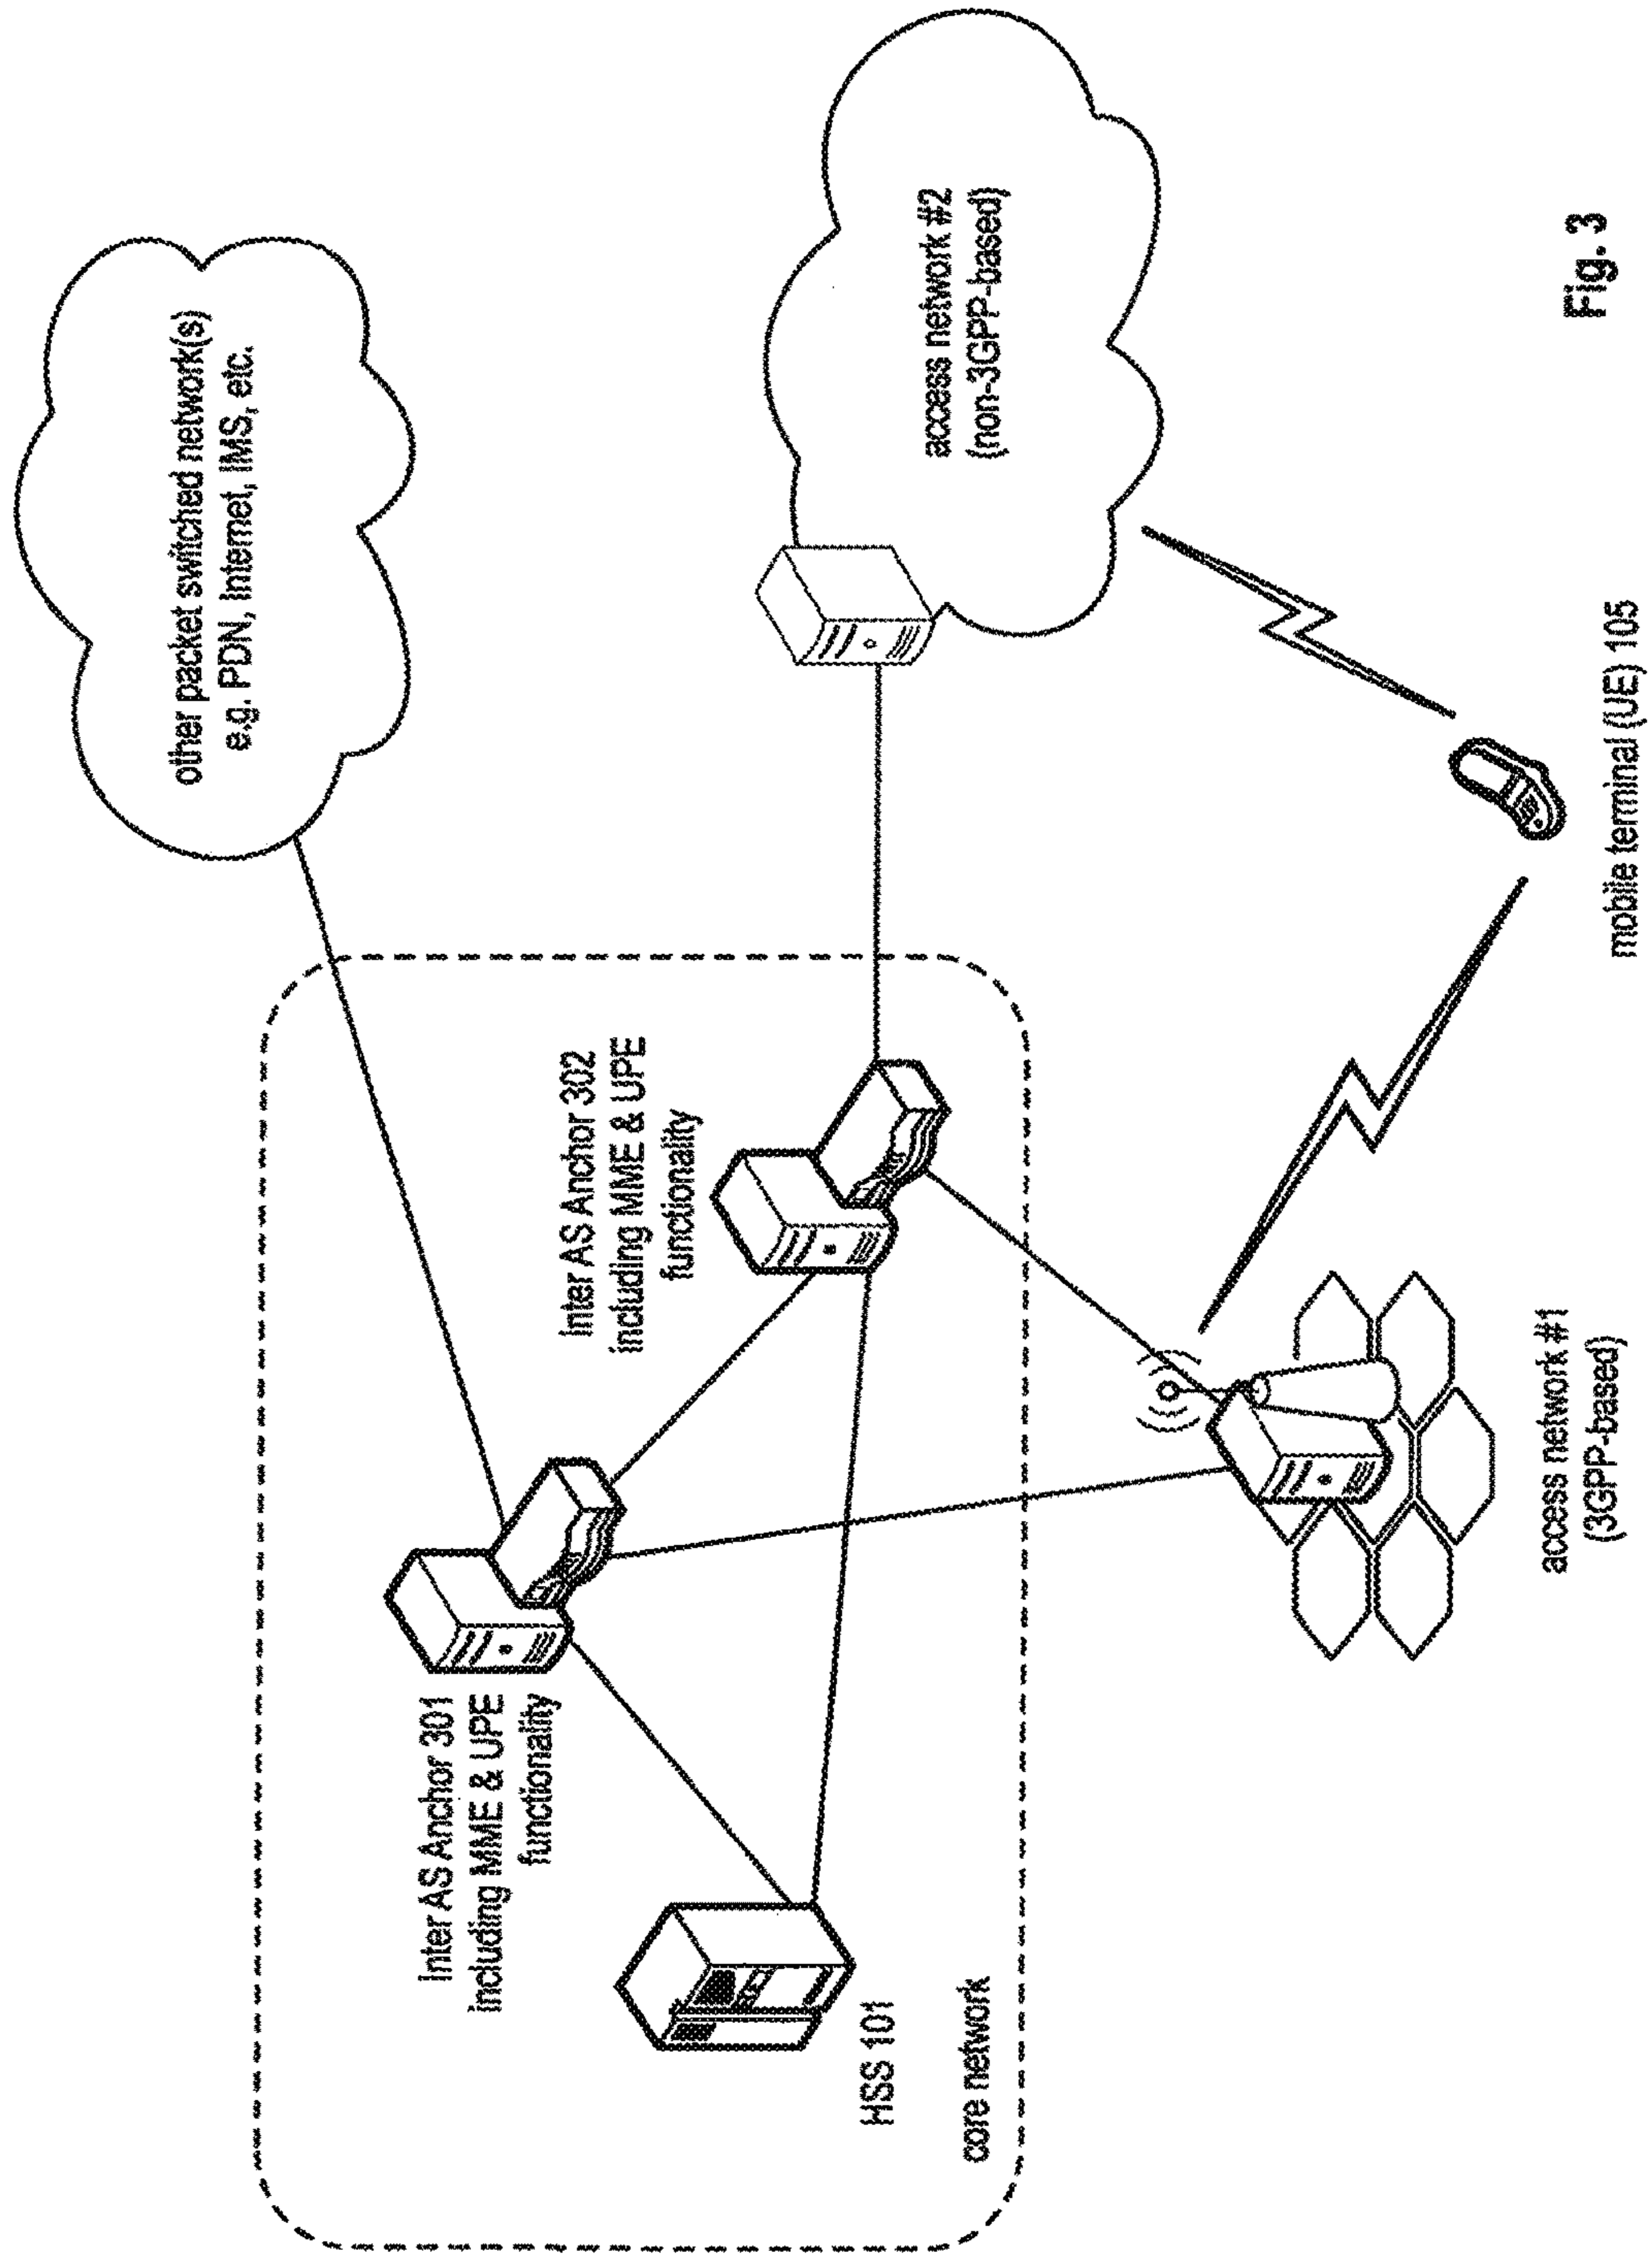 other packet switched network(s)
e.g. PDN, Internet, IMS, etc.
Inter AS Anchor 301
including MME & UPE
functionality
Inter AS Anchor 302
including MME & UPE
functionality
HSS 101
core network
access network #2
(non-3GPP-based)
access network #1
(3GPP-based)
mobile terminal (UE) 105
Fig. 3